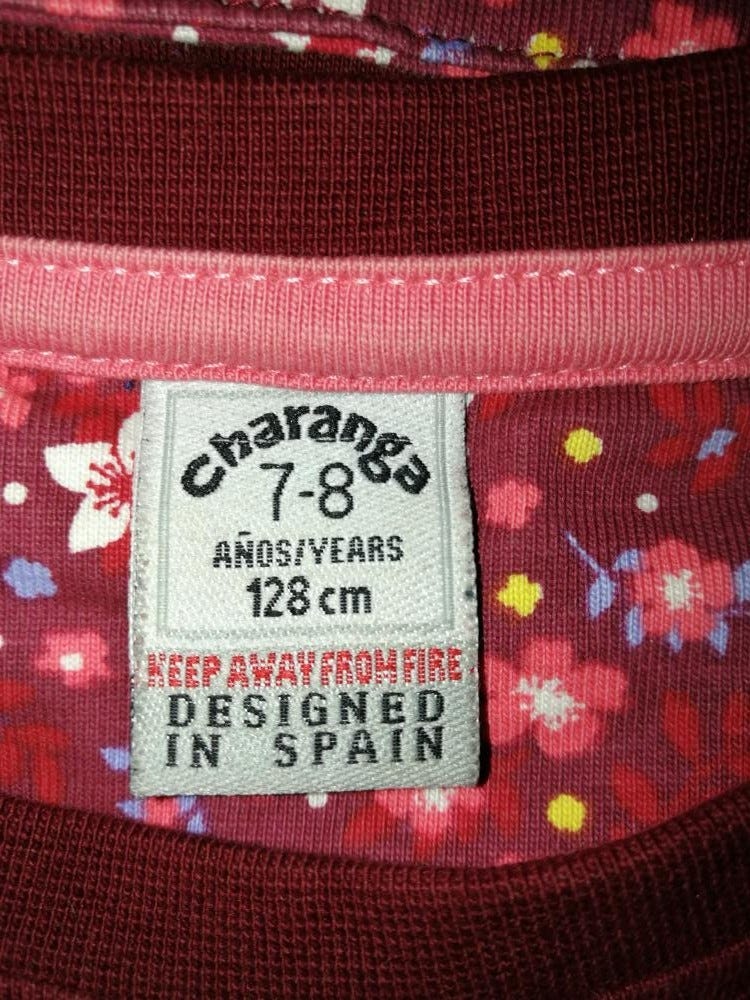 charanga
7-8
AÑOS/YEARS
128 cm
KEEP AWAY FROM FIRE
DESIGNED
IN SPAIN